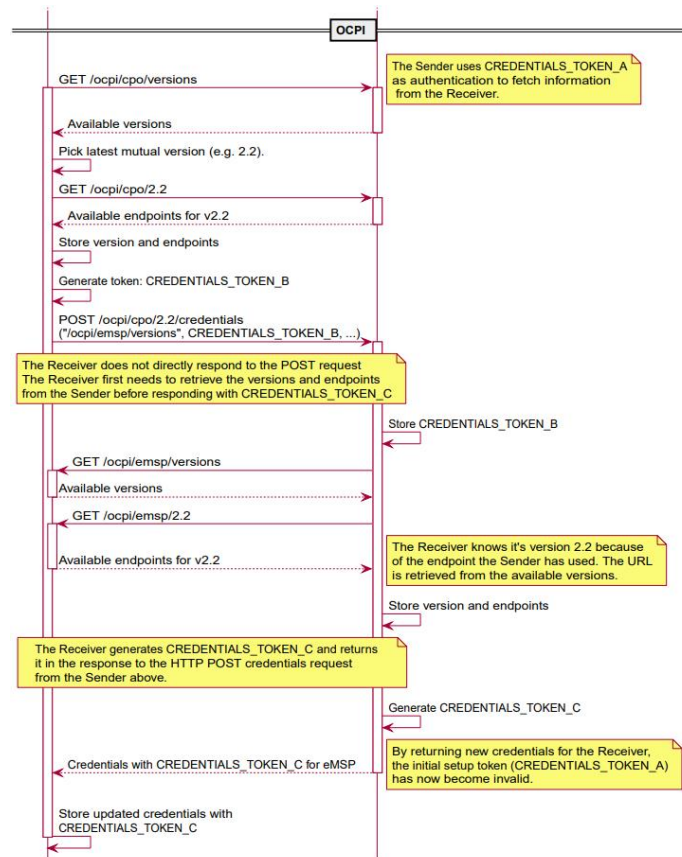 OCPI
The Sender uses CREDENTIALS_TOKEN_A
as authentication to fetch information
from the Receiver.
GET /ocpi/cpo/versions
Available versions
Pick latest mutual version (e.g. 2.2).
GET /ocpi/cpo/2.2
Available endpoints for v2.2
Store version and endpoints
Generate token: CREDENTIALS_TOKEN_B
POST /ocpi/cpo/2.2/credentials
("/ocpi/emsp/versions", CREDENTIALS_TOKEN_B, ...)
The Receiver does not directly respond to the POST request
The Receiver first needs to retrieve the versions and endpoints
from the Sender before responding with CREDENTIALS_TOKEN_C
Store CREDENTIALS_TOKEN_B
GET /ocpi/emsp/versions
Available versions
GET /ocpi/emsp/2.2
The Receiver knows it's version 2.2 because
of the endpoint the Sender has used. The URL
is retrieved from the available versions.
Available endpoints for v2.2
Store version and endpoints
The Receiver generates CREDENTIALS_TOKEN_C and returns
it in the response to the HTTP POST credentials request
from the Sender above.
Generate CREDENTIALS_TOKEN_C
By returning new credentials for the Receiver,
the initial setup token (CREDENTIALS_TOKEN_A)
has now become invalid.
Credentials with CREDENTIALS_TOKEN_C for eMSP
Store updated credentials with
CREDENTIALS_TOKEN_C